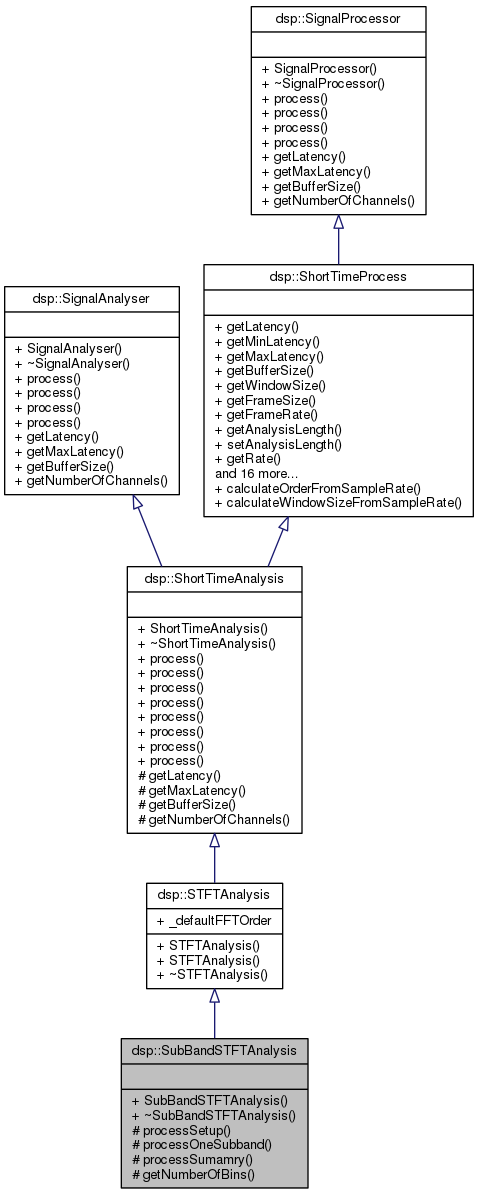 dsp::SignalProcessor
+ SignalProcessor()
+ ~SignalProcessor()
+ process()
+ process()
+ process()
+ process()
+ getLatency()
+ getMaxLatency()
+ getBufferSize()
+ getNumberOfChannels()
dsp::SignalAnalyser
+ SignalAnalyser()
+ ~SignalAnalyser()
+ process()
+ process()
+ process()
+ process()
+ getLatency()
+ getMaxLatency()
+ getBufferSize()
+ getNumberOfChannels()
dsp::ShortTimeProcess
+ getLatency()
+ getMinLatency()
+ getMaxLatency()
+ getBufferSize()
+ getWindowSize()
+ getFrameSize()
+ getFrameRate()
+ getAnalysisLength()
+ setAnalysisLength()
+ getRate()
and 16 more...
+ calculateOrderFromSampleRate()
+ calculateWindowSizeFromSampleRate()
dsp::ShortTimeAnalysis
+ ShortTimeAnalysis()
+ ~ShortTimeAnalysis()
+ process()
+ process()
+ process()
+ process()
+ process()
+ process()
+ process()
+ process()
# getLatency()
# getMaxLatency()
# getBufferSize()
# getNumberOfChannels()
dsp::STFTAnalysis
+ _defaultFFTOrder
+ STFTAnalysis()
+ STFTAnalysis()
+ ~STFTAnalysis()
dsp::SubBandSTFTAnalysis
+ SubBandSTFTAnalysis()
+ ~SubBandSTFTAnalysis()
# processSetup()
# processOneSubband()
# processSumamry()
# getNumberOfBins()